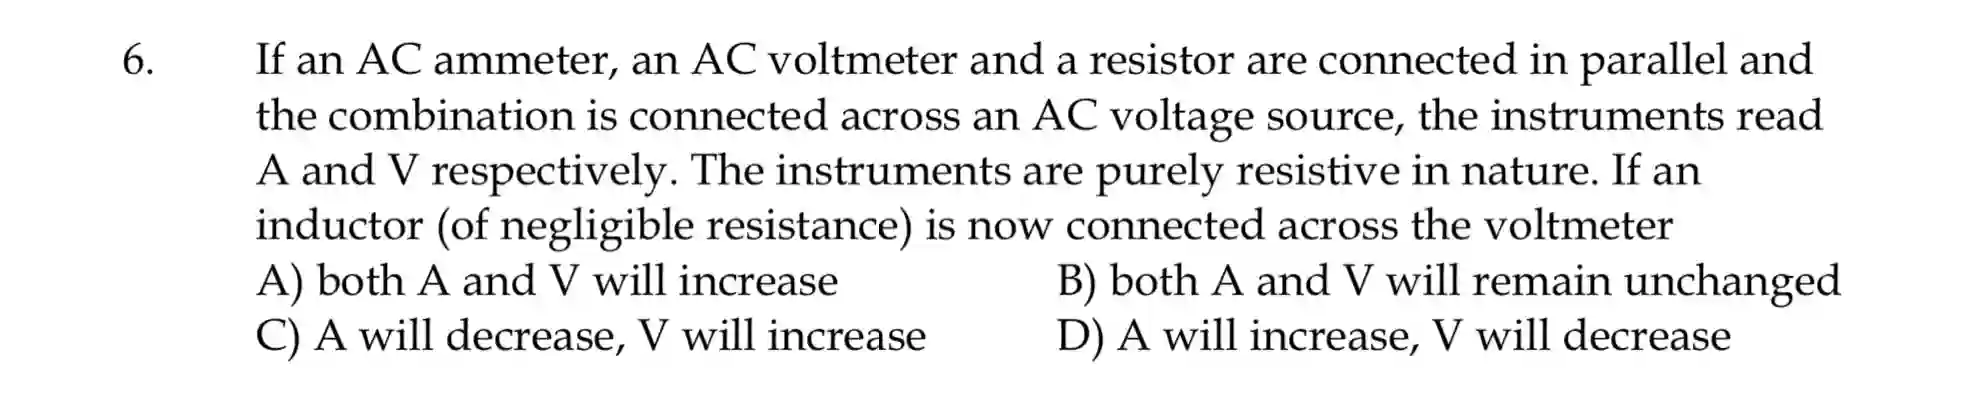 6. If an AC ammeter, an AC voltmeter and a resistor are connected in parallel and
the combination is connected across an AC voltage source, the instruments read
A and V respectively. The instruments are purely resistive in nature. If an
inductor (of negligible resistance) is now connected across the voltmeter
A) both A and V will increase B) both A and V will remain unchanged
C) A will decrease, V will increase D) A will increase, V will decrease